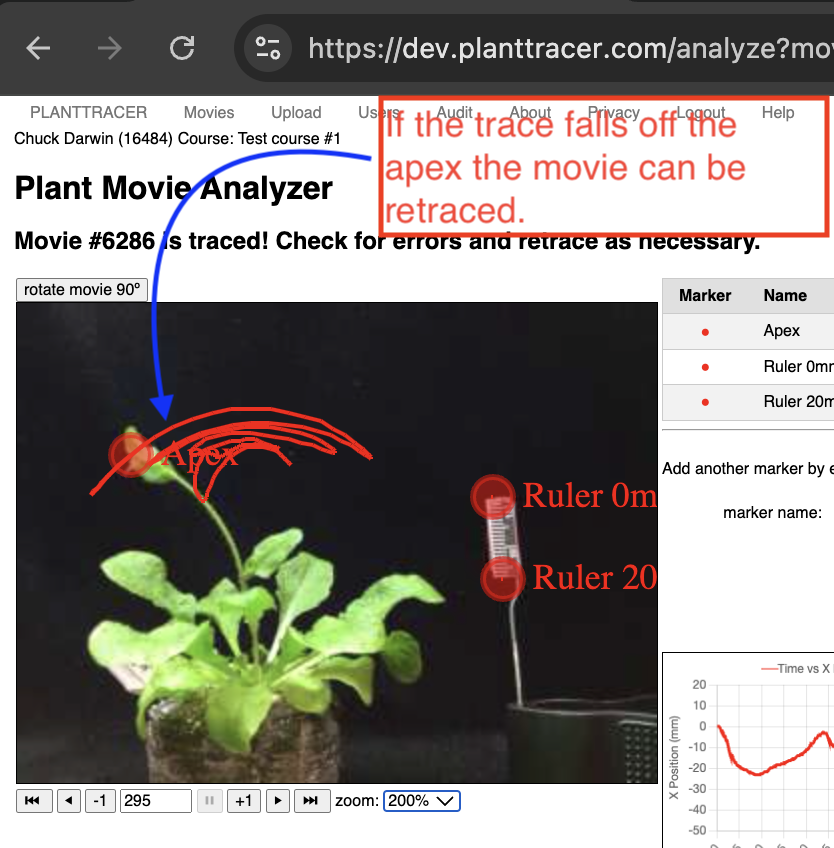 https://dev.planttracer.com/analyze?mo
PLANTTRACER Movies Upload Users Audit About Privacy Logout Help
Chuck Darwin (16484) Course: Test course #1
If the trace falls off the
apex the movie can be
retraced.
Plant Movie Analyzer
Movie #6286 is traced! Check for errors and retrace as necessary.
rotate movie 90º
Apex
Ruler 0m
Ruler 20
-1 295 +1 zoom: 200%
Marker Name
Apex
Ruler 0m
Ruler 20m
Add another marker by e
marker name:
Time vs X
20
10
0
-10
-20
-30
-40
-50
X Position (mm)